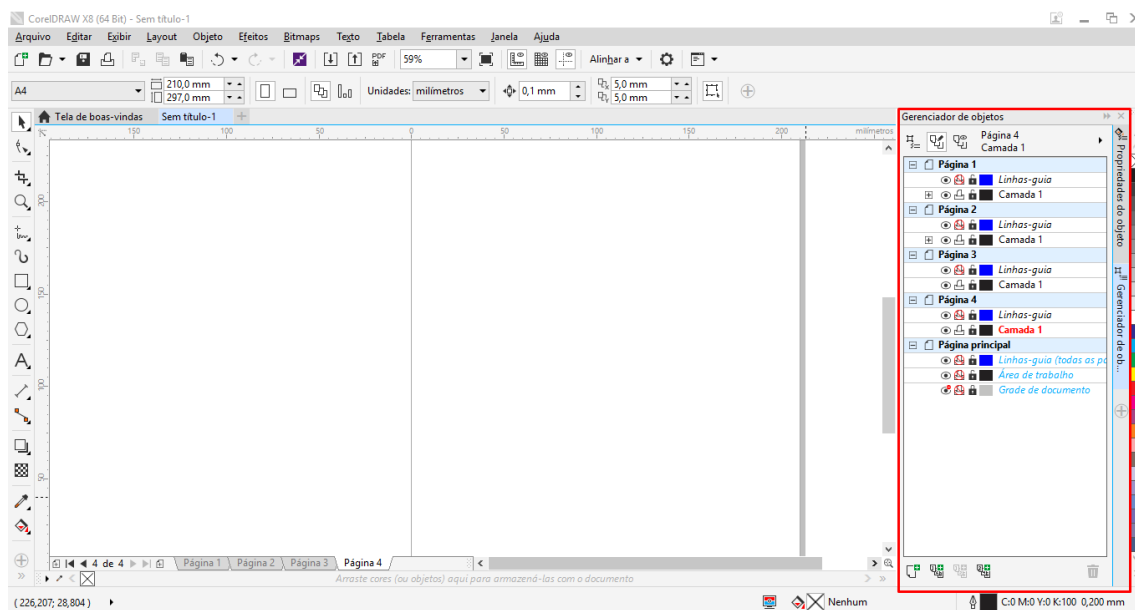 CorelDRAW X8 (64 Bit) - Sem título-1
Arquivo Editar Exibir Layout Objeto Efeitos Bitmaps Texto Tabela Ferramentas Janela Ajuda
PDF 59% Alinhar a
A4 210,0 mm 297,0 mm Unidades: milímetros 0,1 mm 5,0 mm 5,0 mm
Tela de boas-vindas Sem título-1
150 100 50 0 50 100 150 200 milímetros
200
150
100
50
Gerenciador de objetos
Página 4
Camada 1
Página 1
Linhas-guia
Camada 1
Página 2
Linhas-guia
Camada 1
Página 3
Linhas-guia
Camada 1
Página 4
Linhas-guia
Camada 1
Página principal
Linhas-guia (todas as pá
Área de trabalho
Grade de documento
Propriedades do objeto
Gerenciador de ob...
4 de 4 Página 1 Página 2 Página 3 Página 4
Arraste cores (ou objetos) aqui para armazená-las com o documento
( 226,207; 28,804 ) Nenhum C:0 M:0 Y:0 K:100 0,200 mm